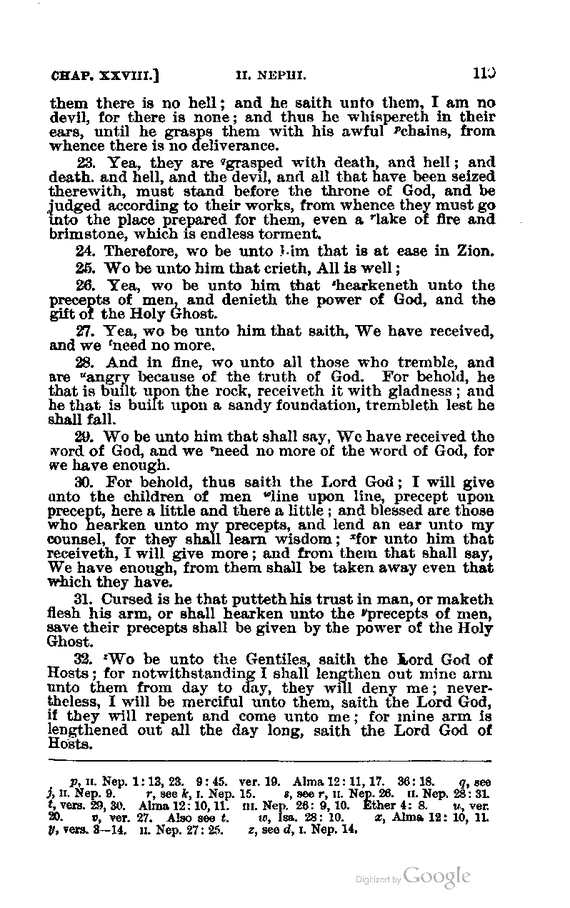 CHAP. XXVIII.] II. NEPHI. 119
them there is no hell; and he saith unto them, I am no
devil, for there is none; and thus he whispereth in their
ears, until he grasps them with his awful pchains, from
whence there is no deliverance.
23. Yea, they are qgrasped with death, and hell; and
death. and hell, and the devil, and all that have been seized
therewith, must stand before the throne of God, and be
judged according to their works, from whence they must go
into the place prepared for them, even a rlake of fire and
brimstone, which is endless torment.
24. Therefore, wo be unto him that is at ease in Zion.
25. Wo be unto him that crieth, All is well;
26. Yea, wo be unto him that shearkeneth unto the
precepts of men, and denieth the power of God, and the
gift of the Holy Ghost.
27. Yea, wo be unto him that saith, We have received,
and we tneed no more.
28. And in fine, wo unto all those who tremble, and
are uangry because of the truth of God. For behold, he
that is built upon the rock, receiveth it with gladness; and
he that is built upon a sandy foundation, trembleth lest he
shall fall.
29. Wo be unto him that shall say, We have received the
word of God, and we vneed no more of the word of God, for
we have enough.
30. For behold, thus saith the Lord God; I will give
unto the children of men wline upon line, precept upon
precept, here a little and there a little; and blessed are those
who hearken unto my precepts, and lend an ear unto my
counsel, for they shall learn wisdom; xfor unto him that
receiveth, I will give more; and from them that shall say,
We have enough, from them shall be taken away even that
which they have.
31. Cursed is he that putteth his trust in man, or maketh
flesh his arm, or shall hearken unto the yprecepts of men,
save their precepts shall be given by the power of the Holy
Ghost.
32. zWo be unto the Gentiles, saith the Lord God of
Hosts; for notwithstanding I shall lengthen out mine arm
unto them from day to day, they will deny me; never-
theless, I will be merciful unto them, saith the Lord God,
if they will repent and come unto me; for mine arm is
lengthened out all the day long, saith the Lord God of
Hosts.
p, II. Nep. 1: 13, 23. 9: 45. ver. 19. Alma 12: 11, 17. 36: 18. q, see
j, II. Nep. 9. r, see k, I. Nep. 15. s, see r, II. Nep. 26. II. Nep. 28: 31.
t, vers. 29, 30. Alma 12: 10, 11. III. Nep. 26: 9, 10. Ether 4: 8. u, ver.
20. v, ver. 27. Also see t. w, Isa. 28: 10. x, Alma 12: 10, 11.
y, vers. 3—14. II. Nep. 27: 25. z, see d, I. Nep. 14.
Digitized by Google